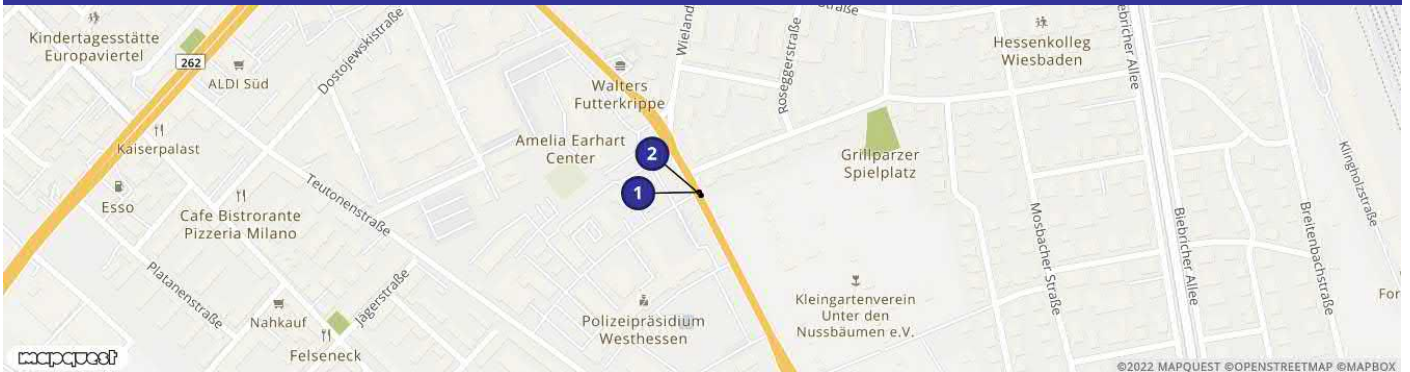 Kindertagesstätte
Europaviertel
262
ALDI Süd
Dostojewskistraße
Kaiserpalast
Esso
Cafe Bistrorante
Pizzeria Milano
Teutonenstraße
Platanenstraße
Jägerstraße
Nahkauf
Felseneck
Wieland
Walters
Futterkrippe
Amelia Earhart
Center
2
1
Polizeipräsidium
Westhessen
Roseggerstraße
Straße
Grillparzer
Spielplatz
Hessenkolleg
Wiesbaden
Kleingartenverein
Unter den
Nussbäumen e.V.
Mosbacher Straße
Biebricher Allee
Biebricher Allee
Breitenbachstraße
Klingholzstraße
For
mapquest
©2022 MAPQUEST ©OPENSTREETMAP ©MAPBOX